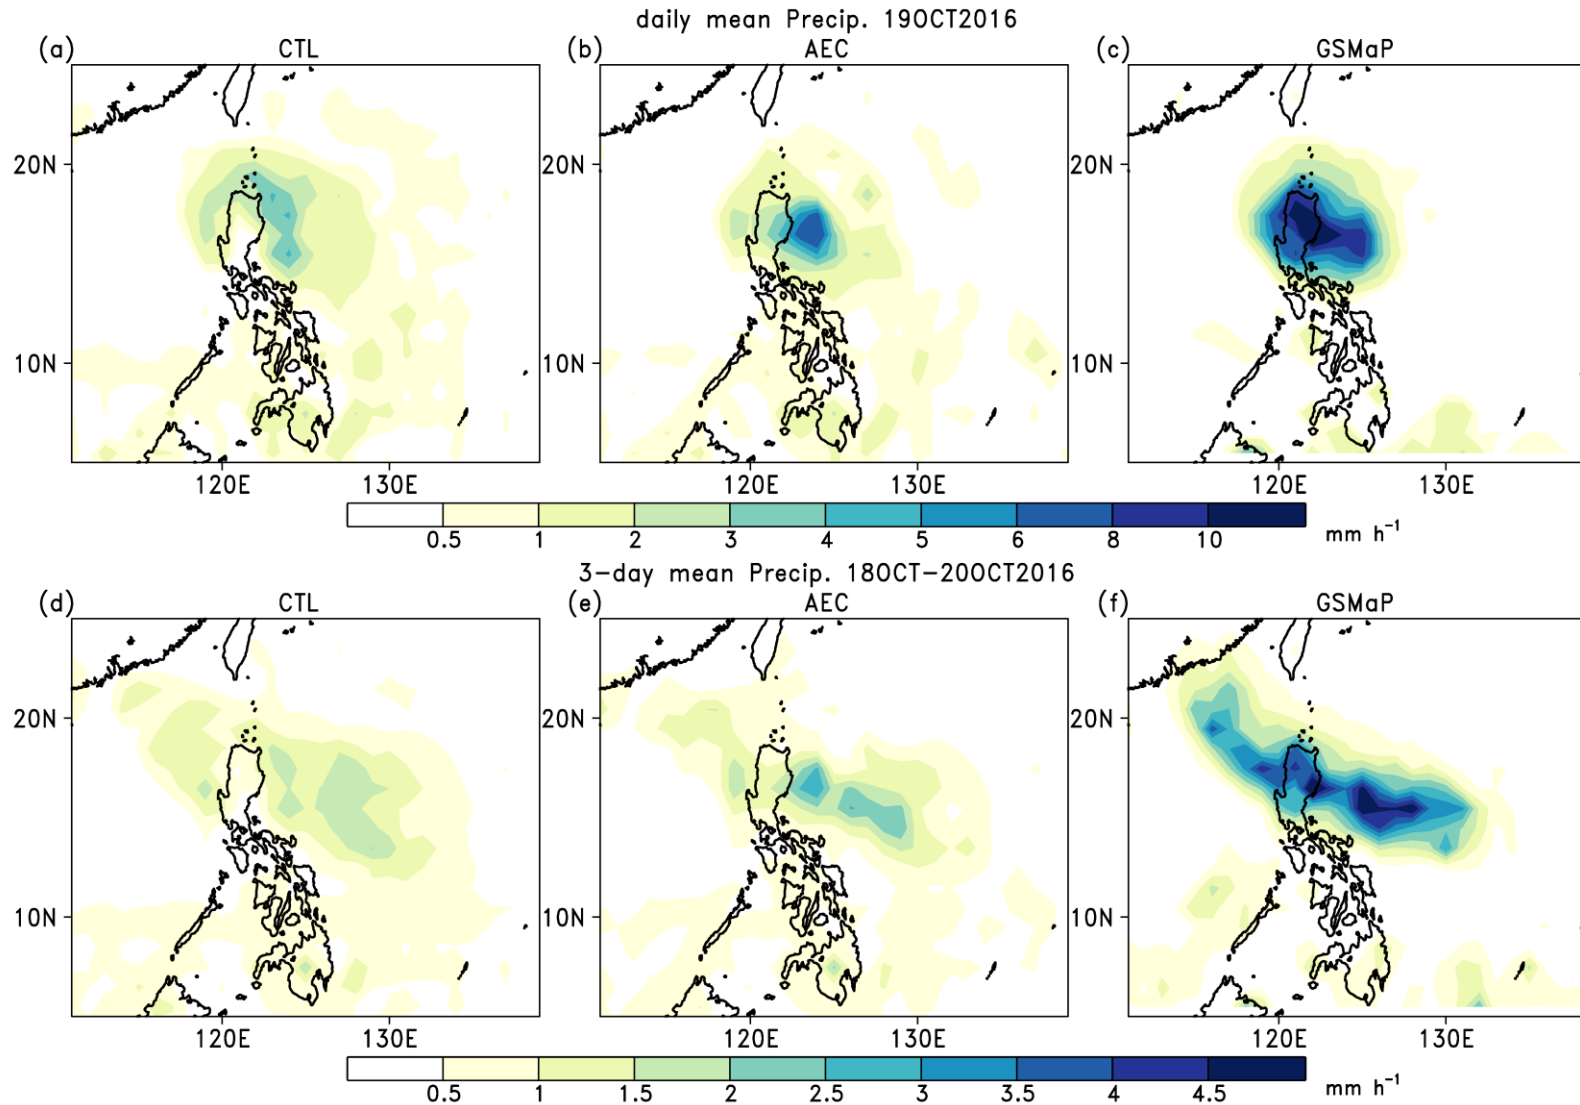 daily mean Precip. 19OCT2016
(a) CTL (b) AEC (c) GSMaP
20N 20N 20N
10N 10N 10N
120E 130E 120E 130E 120E 130E
0.5 1 2 3 4 5 6 8 10 mm h⁻¹
3-day mean Precip. 18OCT-20OCT2016
(d) CTL (e) AEC (f) GSMaP
20N 20N 20N
10N 10N 10N
120E 130E 120E 130E 120E 130E
0.5 1 1.5 2 2.5 3 3.5 4 4.5 mm h⁻¹